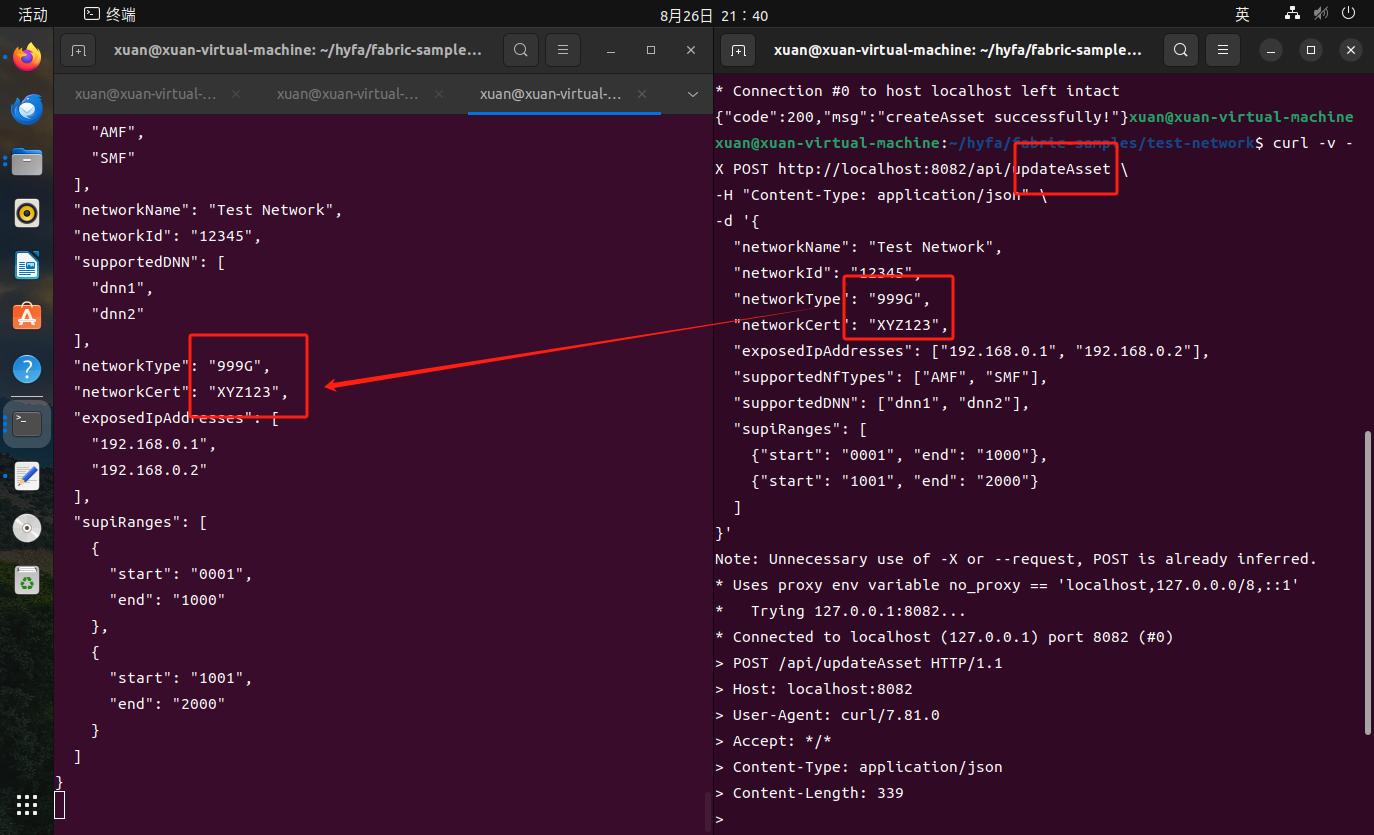 活动
终端
8月26日 21：40
英
xuan@xuan-virtual-machine: ~/hyfa/fabric-sample...
xuan@xuan-virtual-...
xuan@xuan-virtual-...
xuan@xuan-virtual-...
"AMF",
"SMF"
],
"networkName": "Test Network",
"networkId": "12345",
"supportedDNN": [
"dnn1",
"dnn2"
],
"networkType": "999G",
"networkCert": "XYZ123",
"exposedIpAddresses": [
"192.168.0.1",
"192.168.0.2"
],
"supiRanges": [
{
"start": "0001",
"end": "1000"
},
{
"start": "1001",
"end": "2000"
}
]
}
xuan@xuan-virtual-machine: ~/hyfa/fabric-sample...
* Connection #0 to host localhost left intact
{"code":200,"msg":"createAsset successfully!"}xuan@xuan-virtual-machine
xuan@xuan-virtual-machine:~/hyfa/fabric-samples/test-network$ curl -v -
X POST http://localhost:8082/api/updateAsset \
-H "Content-Type: application/json" \
-d '{
"networkName": "Test Network",
"networkId": "12345",
"networkType": "999G",
"networkCert": "XYZ123",
"exposedIpAddresses": ["192.168.0.1", "192.168.0.2"],
"supportedNfTypes": ["AMF", "SMF"],
"supportedDNN": ["dnn1", "dnn2"],
"supiRanges": [
{"start": "0001", "end": "1000"},
{"start": "1001", "end": "2000"}
]
}'
Note: Unnecessary use of -X or --request, POST is already inferred.
* Uses proxy env variable no_proxy == 'localhost,127.0.0.0/8,::1'
*   Trying 127.0.0.1:8082...
* Connected to localhost (127.0.0.1) port 8082 (#0)
> POST /api/updateAsset HTTP/1.1
> Host: localhost:8082
> User-Agent: curl/7.81.0
> Accept: */*
> Content-Type: application/json
> Content-Length: 339
>